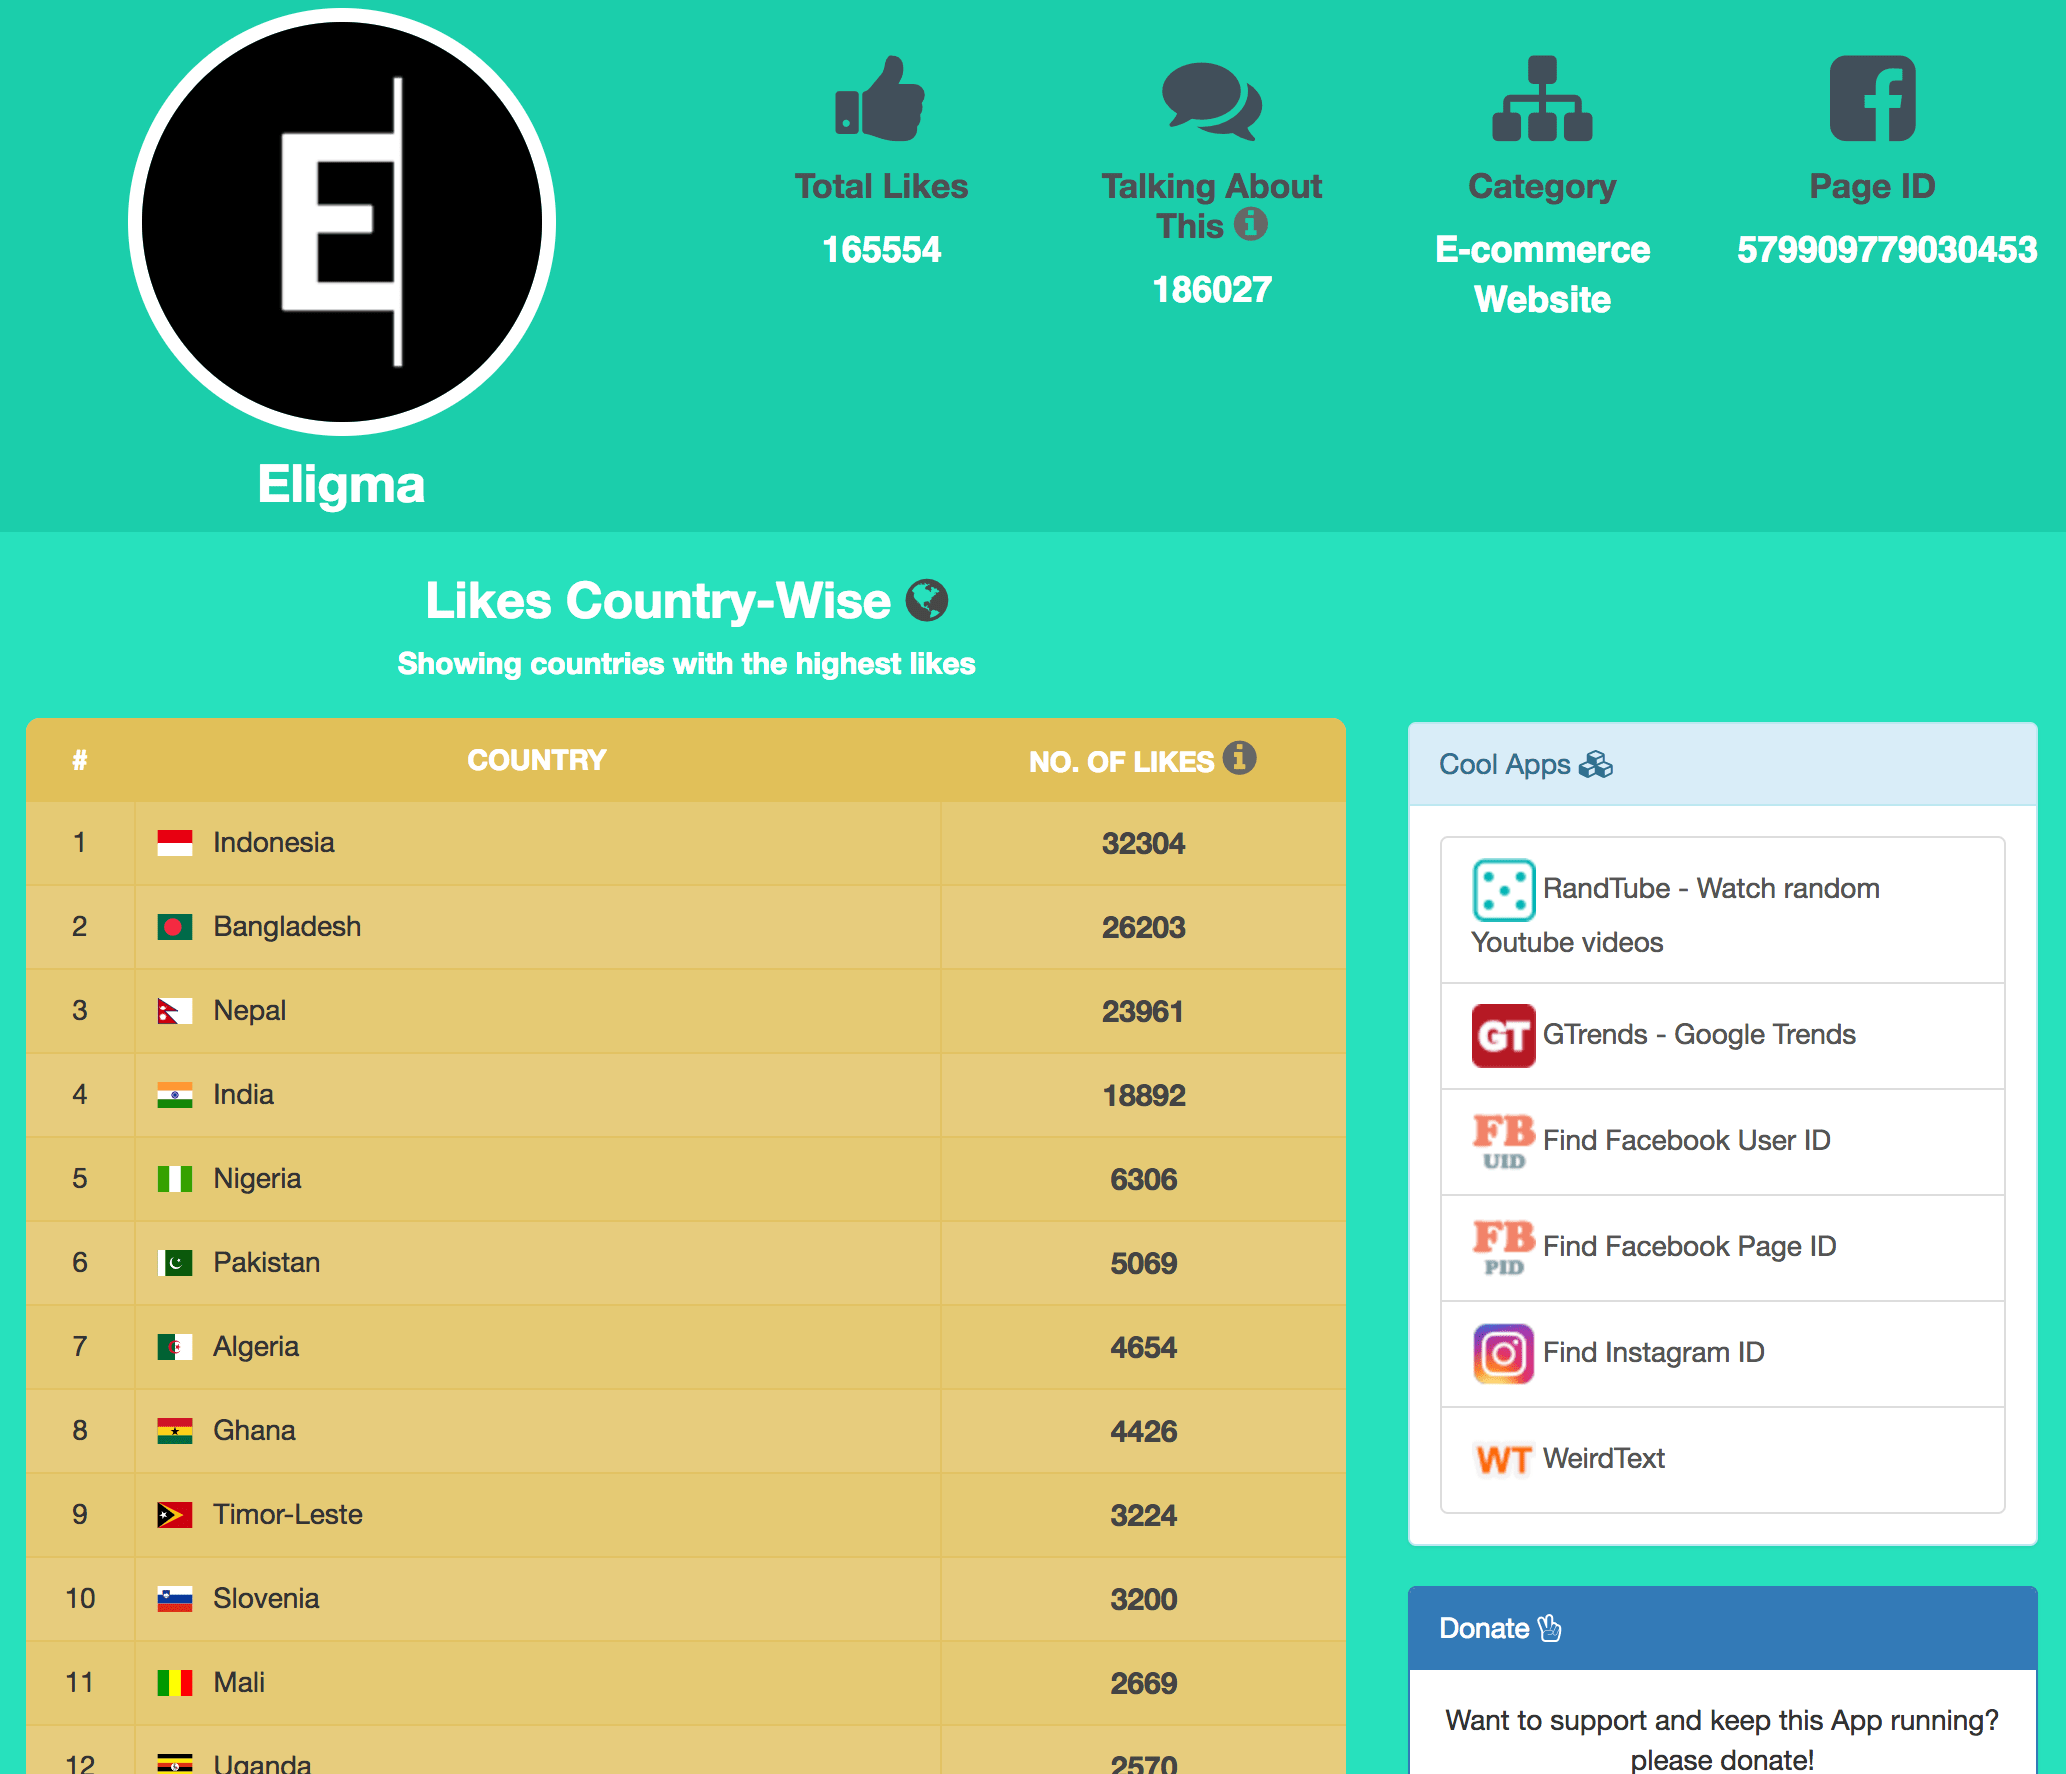 E
Eligma
Total Likes
165554
Talking About
This
186027
Category
E-commerce
Website
Page ID
579909779030453
Likes Country-Wise
Showing countries with the highest likes
# COUNTRY NO. OF LIKES
1 Indonesia 32304
2 Bangladesh 26203
3 Nepal 23961
4 India 18892
5 Nigeria 6306
6 Pakistan 5069
7 Algeria 4654
8 Ghana 4426
9 Timor-Leste 3224
10 Slovenia 3200
11 Mali 2669
12 Uganda 2570
Cool Apps
RandTube - Watch random
Youtube videos
GT GTrends - Google Trends
FB Find Facebook User ID
UID
FB Find Facebook Page ID
PID
Find Instagram ID
WT WeirdText
Donate
Want to support and keep this App running?
please donate!